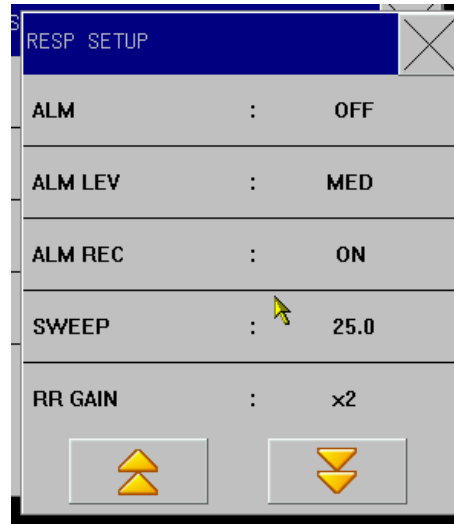 RESP SETUP
ALM : OFF
ALM LEV : MED
ALM REC : ON
SWEEP : 25.0
RR GAIN : ×2